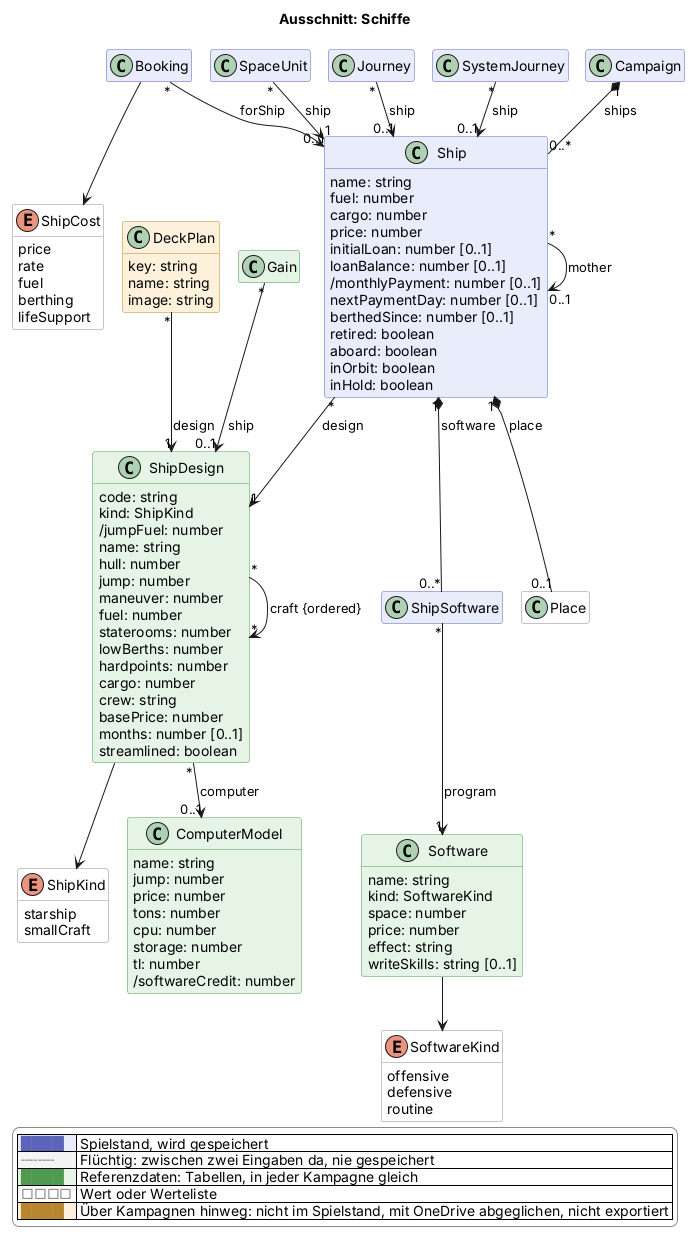 Ausschnitt: Schiffe
C Booking
C SpaceUnit
C Journey
C SystemJourney
C Campaign
* * * * 1
forShip ship ship ship ships
0..1 1 0..1 0..1 0..*
C Ship
name: string
fuel: number
cargo: number
price: number
initialLoan: number [0..1]
loanBalance: number [0..1]
/monthlyPayment: number [0..1]
nextPaymentDay: number [0..1]
berthedSince: number [0..1]
retired: boolean
aboard: boolean
inOrbit: boolean
inHold: boolean
*
mother
0..1
E ShipCost
price
rate
fuel
berthing
lifeSupport
C DeckPlan
key: string
name: string
image: string
C Gain
* * * 1 1
design ship design software place
1 0..1 1 0..* 0..1
C ShipDesign
code: string
kind: ShipKind
/jumpFuel: number
name: string
hull: number
jump: number
maneuver: number
fuel: number
staterooms: number
lowBerths: number
hardpoints: number
cargo: number
crew: string
basePrice: number
months: number [0..1]
streamlined: boolean
*
craft {ordered}
*
C ShipSoftware
C Place
* *
computer program
0..1 1
E ShipKind
starship
smallCraft
C ComputerModel
name: string
jump: number
price: number
tons: number
cpu: number
storage: number
tl: number
/softwareCredit: number
C Software
name: string
kind: SoftwareKind
space: number
price: number
effect: string
writeSkills: string [0..1]
E SoftwareKind
offensive
defensive
routine
Spielstand, wird gespeichert
Flüchtig: zwischen zwei Eingaben da, nie gespeichert
Referenzdaten: Tabellen, in jeder Kampagne gleich
Wert oder Werteliste
Über Kampagnen hinweg: nicht im Spielstand, mit OneDrive abgeglichen, nicht exportiert